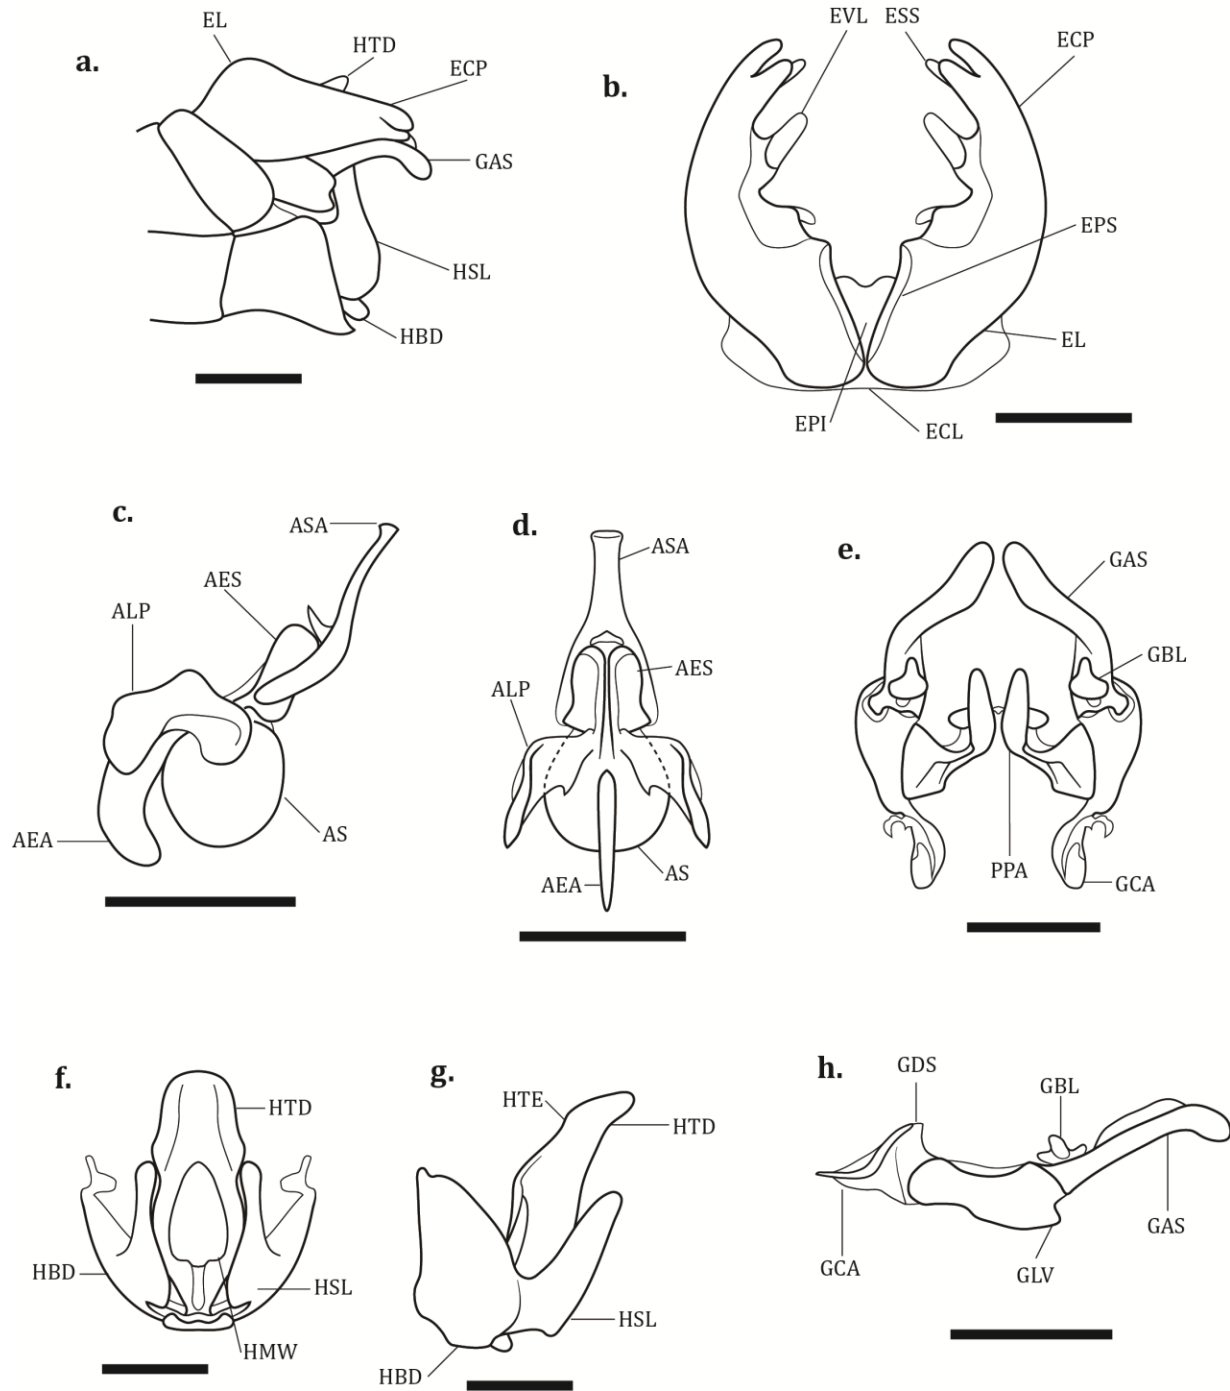 a.
EL
HTD
ECP
GAS
HSL
HBD
b.
EVL ESS
ECP
EPS
EL
EPI
ECL
c.
ASA
AES
ALP
AEA
AS
d.
ASA
AES
ALP
AEA
AS
e.
GAS
GBL
PPA
GCA
f.
HTD
HBD
HSL
HMW
g.
HTE
HTD
HSL
HBD
h.
GDS
GBL
GAS
GCA
GLV